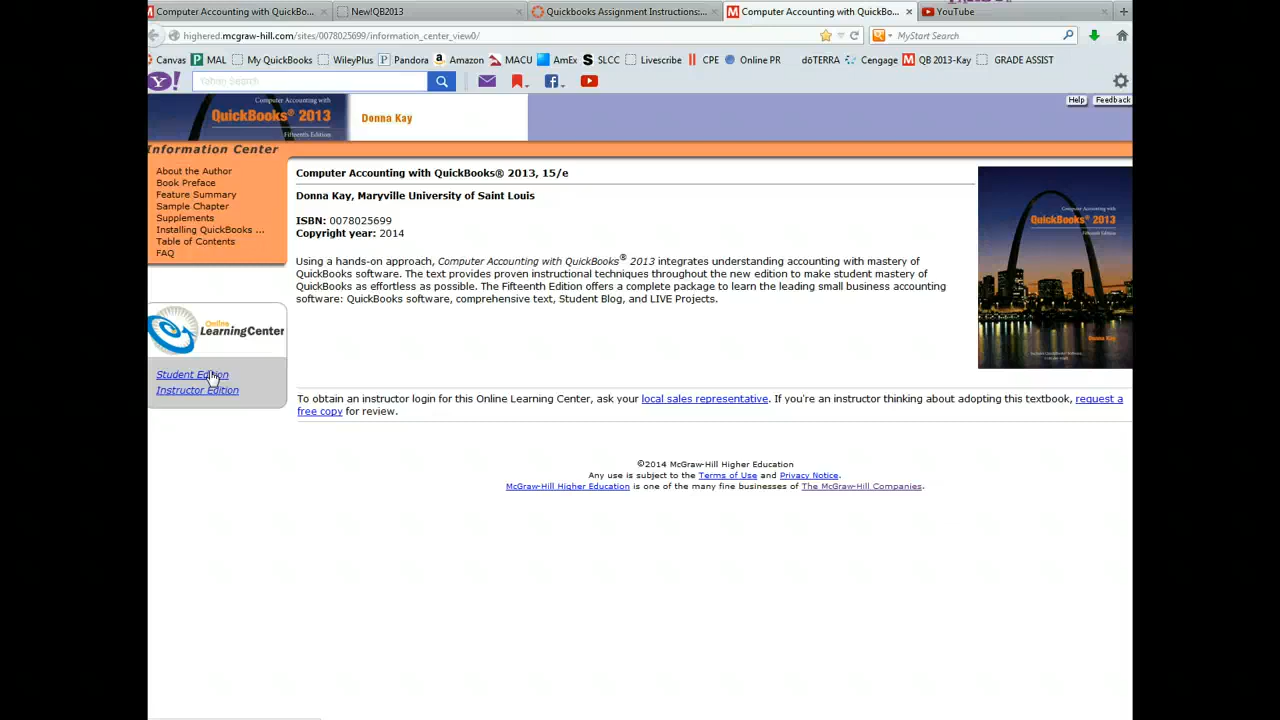 Computer Accounting with QuickBo...
New!QB2013
Quickbooks Assignment Instructions:...
Computer Accounting with QuickBo...
YouTube
highered.mcgraw-hill.com/sites/0078025699/information_center_view0/
MyStart Search
Canvas
MAL
My QuickBooks
WileyPlus
Pandora
Amazon
MACU
AmEx
SLCC
Livescribe
CPE
Online PR
dōTERRA
Cengage
QB 2013-Kay
GRADE ASSIST
Yahoo Search
Computer Accounting with
QuickBooks® 2013
Fifteenth Edition
Donna Kay
Help
Feedback
Information Center
About the Author
Book Preface
Feature Summary
Sample Chapter
Supplements
Installing QuickBooks ...
Table of Contents
FAQ
Online
LearningCenter
Student Edition
Instructor Edition
Computer Accounting with QuickBooks® 2013, 15/e
Donna Kay, Maryville University of Saint Louis
ISBN: 0078025699
Copyright year: 2014
Using a hands-on approach, Computer Accounting with QuickBooks® 2013 integrates understanding accounting with mastery of
QuickBooks software. The text provides proven instructional techniques throughout the new edition to make student mastery of
QuickBooks as effortless as possible. The Fifteenth Edition offers a complete package to learn the leading small business accounting
software: QuickBooks software, comprehensive text, Student Blog, and LIVE Projects.
Computer Accounting with
QuickBooks® 2013
Fifteenth Edition
Donna Kay
To obtain an instructor login for this Online Learning Center, ask your local sales representative. If you're an instructor thinking about adopting this textbook, request a
free copy for review.
©2014 McGraw-Hill Higher Education
Any use is subject to the Terms of Use and Privacy Notice.
McGraw-Hill Higher Education is one of the many fine businesses of The McGraw-Hill Companies.